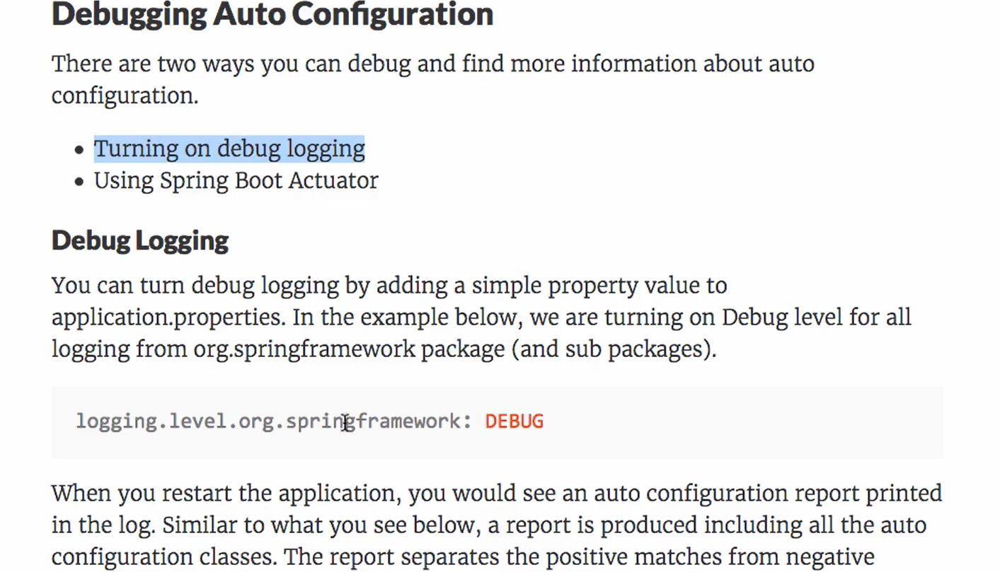 Debugging Auto Configuration
There are two ways you can debug and find more information about auto
configuration.
• Turning on debug logging
• Using Spring Boot Actuator
Debug Logging
You can turn debug logging by adding a simple property value to
application.properties. In the example below, we are turning on Debug level for all
logging from org.springframework package (and sub packages).
logging.level.org.springframework: DEBUG
When you restart the application, you would see an auto configuration report printed
in the log. Similar to what you see below, a report is produced including all the auto
configuration classes. The report separates the positive matches from negative